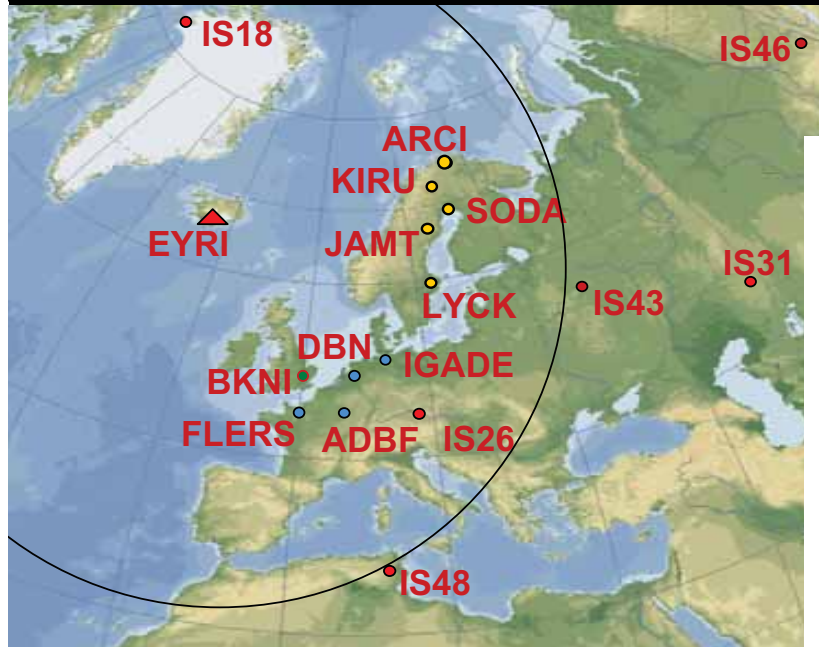 IS18
IS46
ARCI
KIRU
SODA
EYRI
JAMT
IS31
LYCK
IS43
DBN
IGADE
BKNI
FLERS
ADBF
IS26
IS48